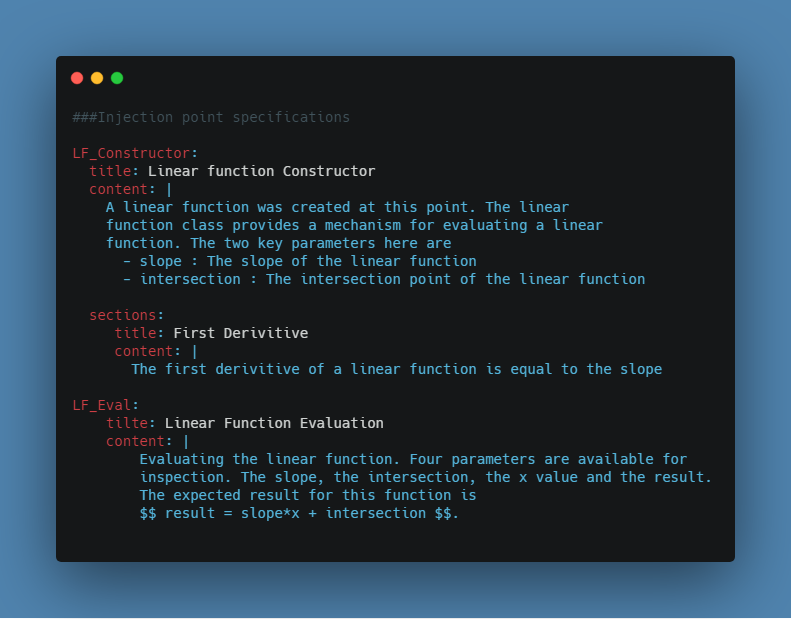 ###Injection point specifications
LF_Constructor:
title: Linear function Constructor
content: |
A linear function was created at this point. The linear
function class provides a mechanism for evaluating a linear
function. The two key parameters here are
- slope : The slope of the linear function
- intersection : The intersection point of the linear function
sections:
title: First Derivitive
content: |
The first derivitive of a linear function is equal to the slope
LF_Eval:
tilte: Linear Function Evaluation
content: |
Evaluating the linear function. Four parameters are available for
inspection. The slope, the intersection, the x value and the result.
The expected result for this function is
$$ result = slope*x + intersection $$.